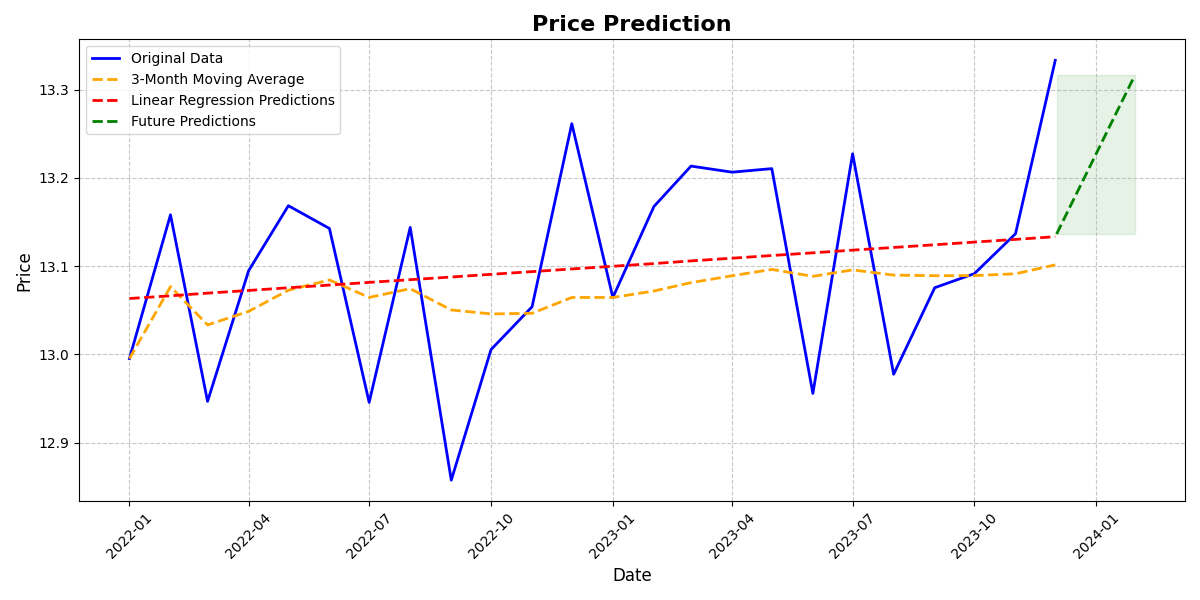 Price Prediction
Original Data
3-Month Moving Average
Linear Regression Predictions
Future Predictions
Price
13.3
13.2
13.1
13.0
12.9
2022-01
2022-04
2022-07
2022-10
2023-01
2023-04
2023-07
2023-10
2024-01
Date